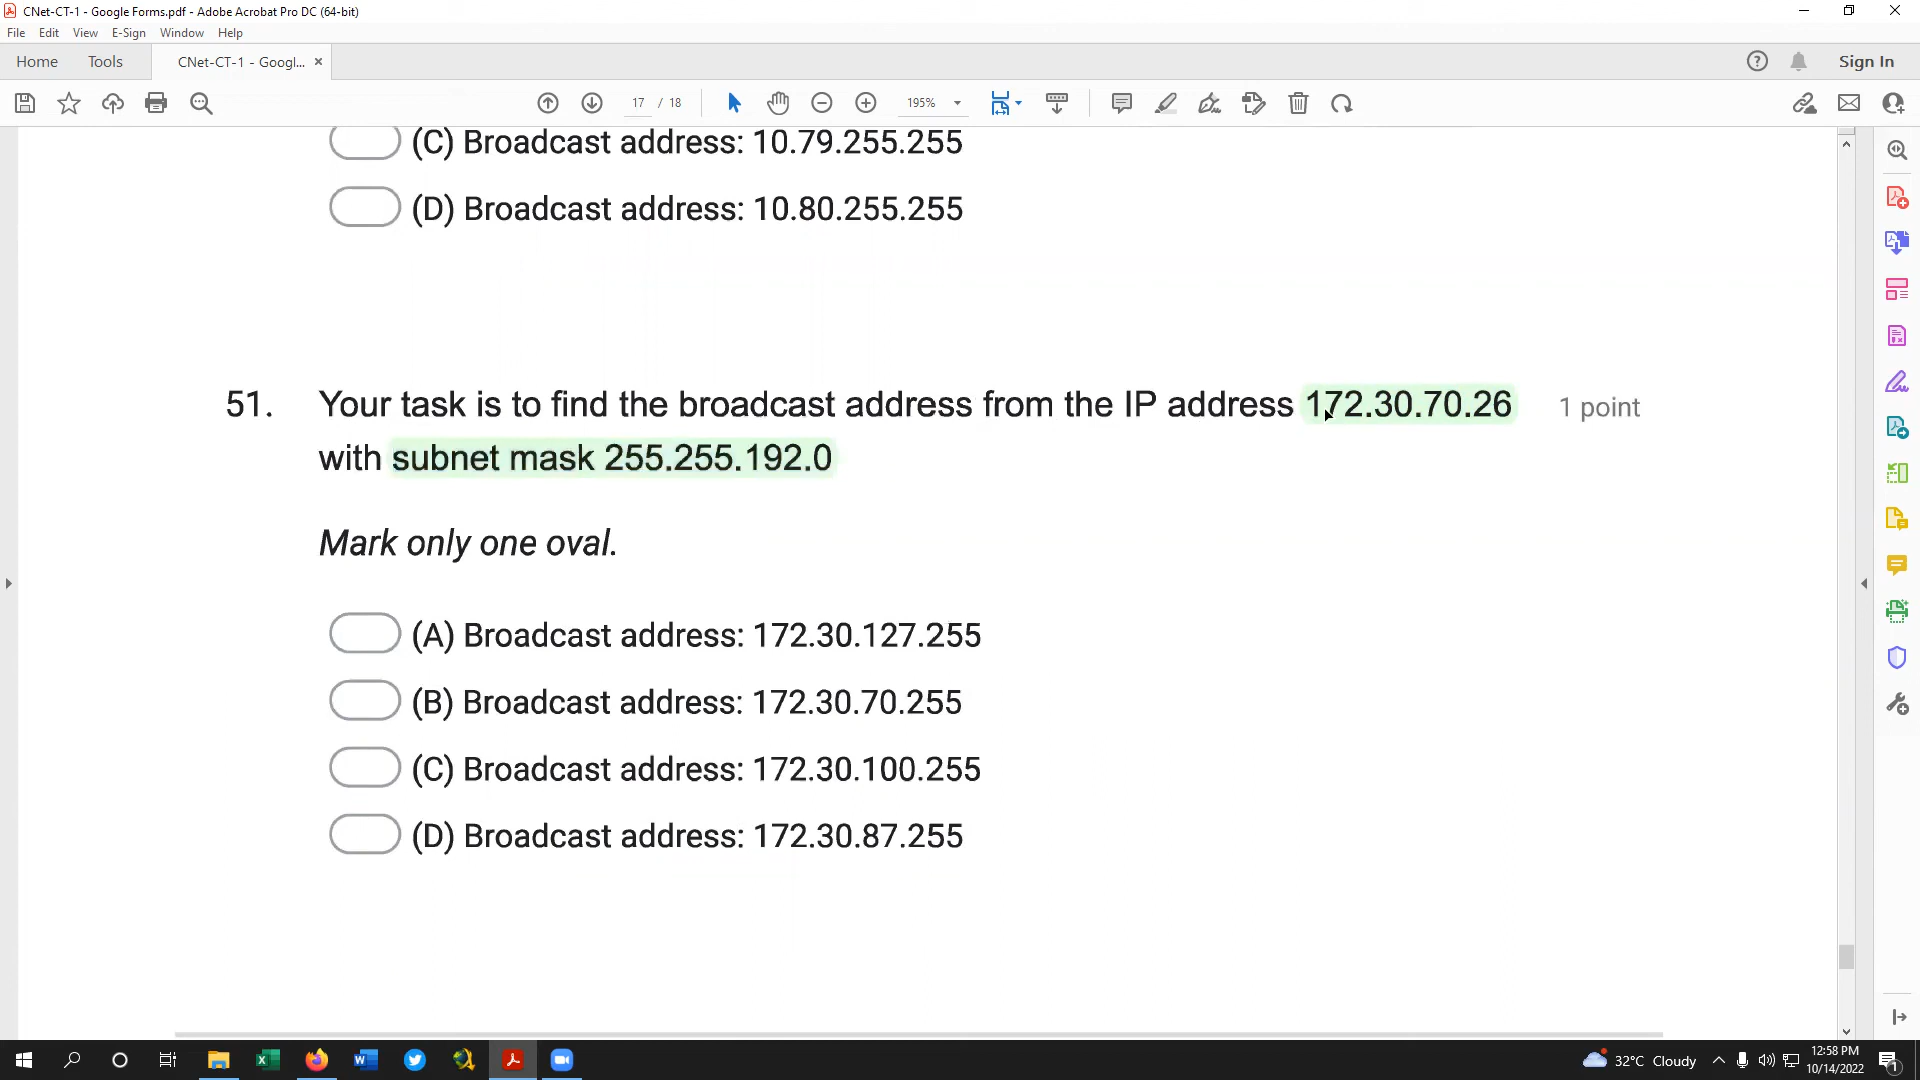 CNet-CT-1 - Google Forms.pdf - Adobe Acrobat Pro DC (64-bit)
File Edit View E-Sign Window Help
Home Tools CNet-CT-1 - Googl... × Sign In
17 / 18 195%
(C) Broadcast address: 10.79.255.255
(D) Broadcast address: 10.80.255.255
51. Your task is to find the broadcast address from the IP address 172.30.70.26 1 point
with subnet mask 255.255.192.0
Mark only one oval.
(A) Broadcast address: 172.30.127.255
(B) Broadcast address: 172.30.70.255
(C) Broadcast address: 172.30.100.255
(D) Broadcast address: 172.30.87.255
32°C Cloudy 12:58 PM
10/14/2022 1